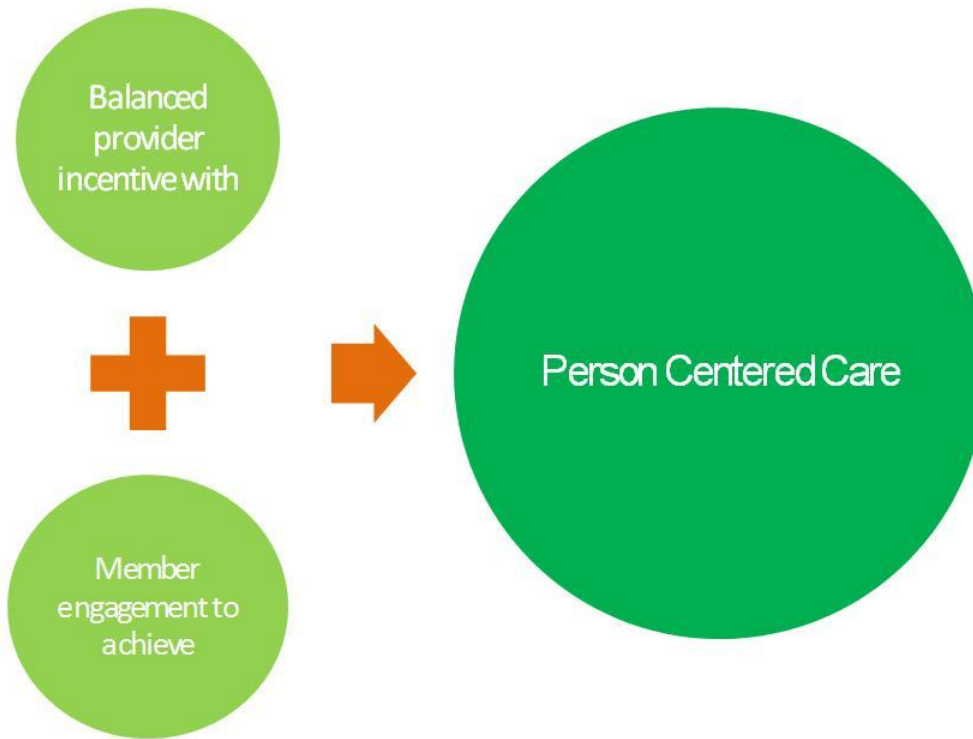 Balanced
provider
incentive with
Member
engagement to
achieve
Person Centered Care